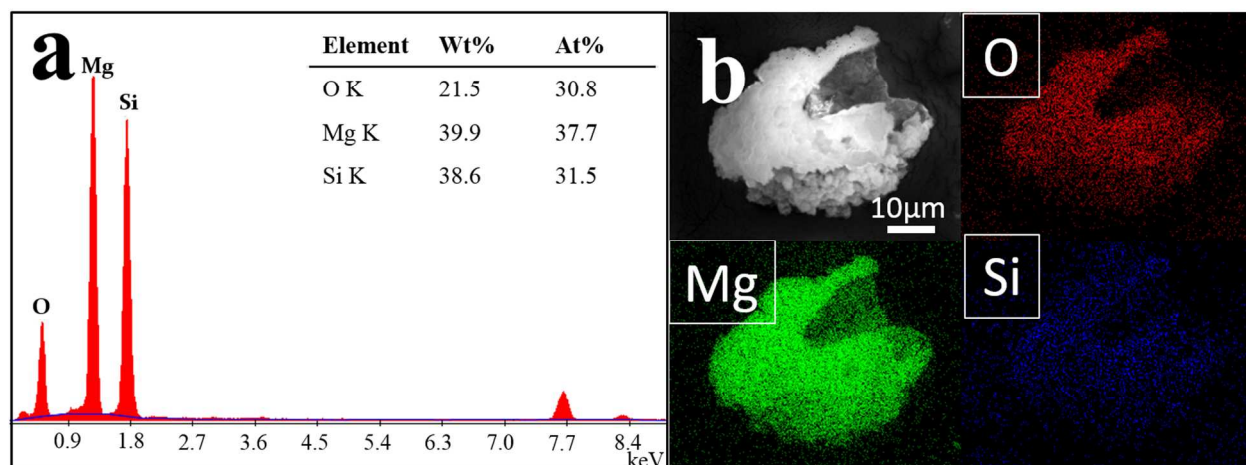 a
Mg
Si
O
Element Wt% At%
O K 21.5 30.8
Mg K 39.9 37.7
Si K 38.6 31.5
0.9 1.8 2.7 3.6 4.5 5.4 6.3 7.0 7.7 8.4
keV
b
10μm
O
Mg
Si